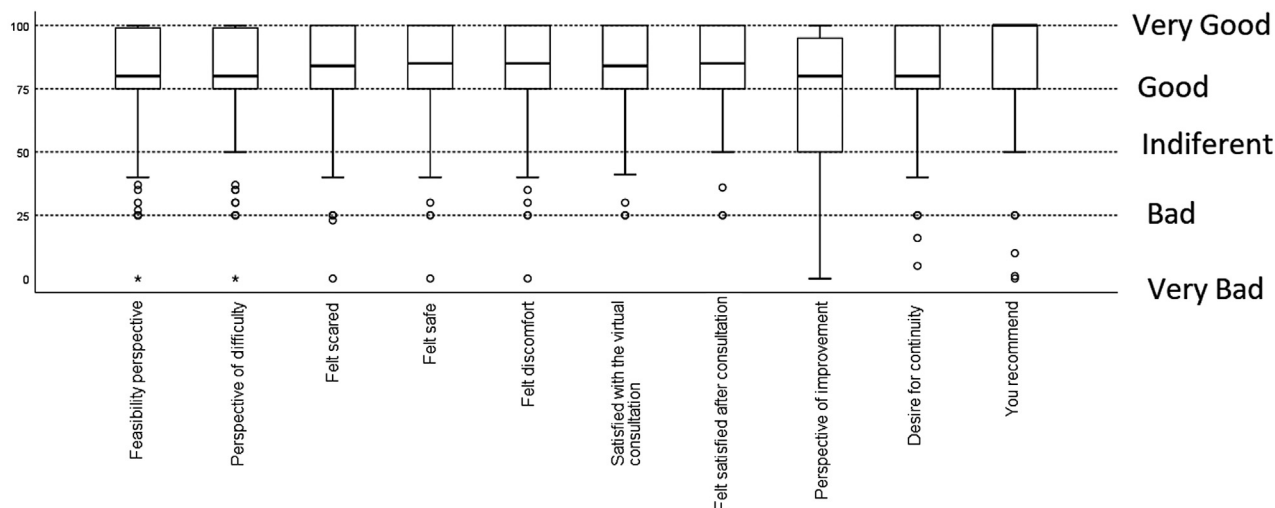 100
75
50
25
0
Very Good
Good
Indiferent
Bad
Very Bad
Feasibility perspective
Perspective of difficulty
Felt scared
Felt safe
Felt discomfort
Satisfied with the virtual
consultation
Felt satisfied after consultation
Perspective of improvement
Desire for continuity
You recommend